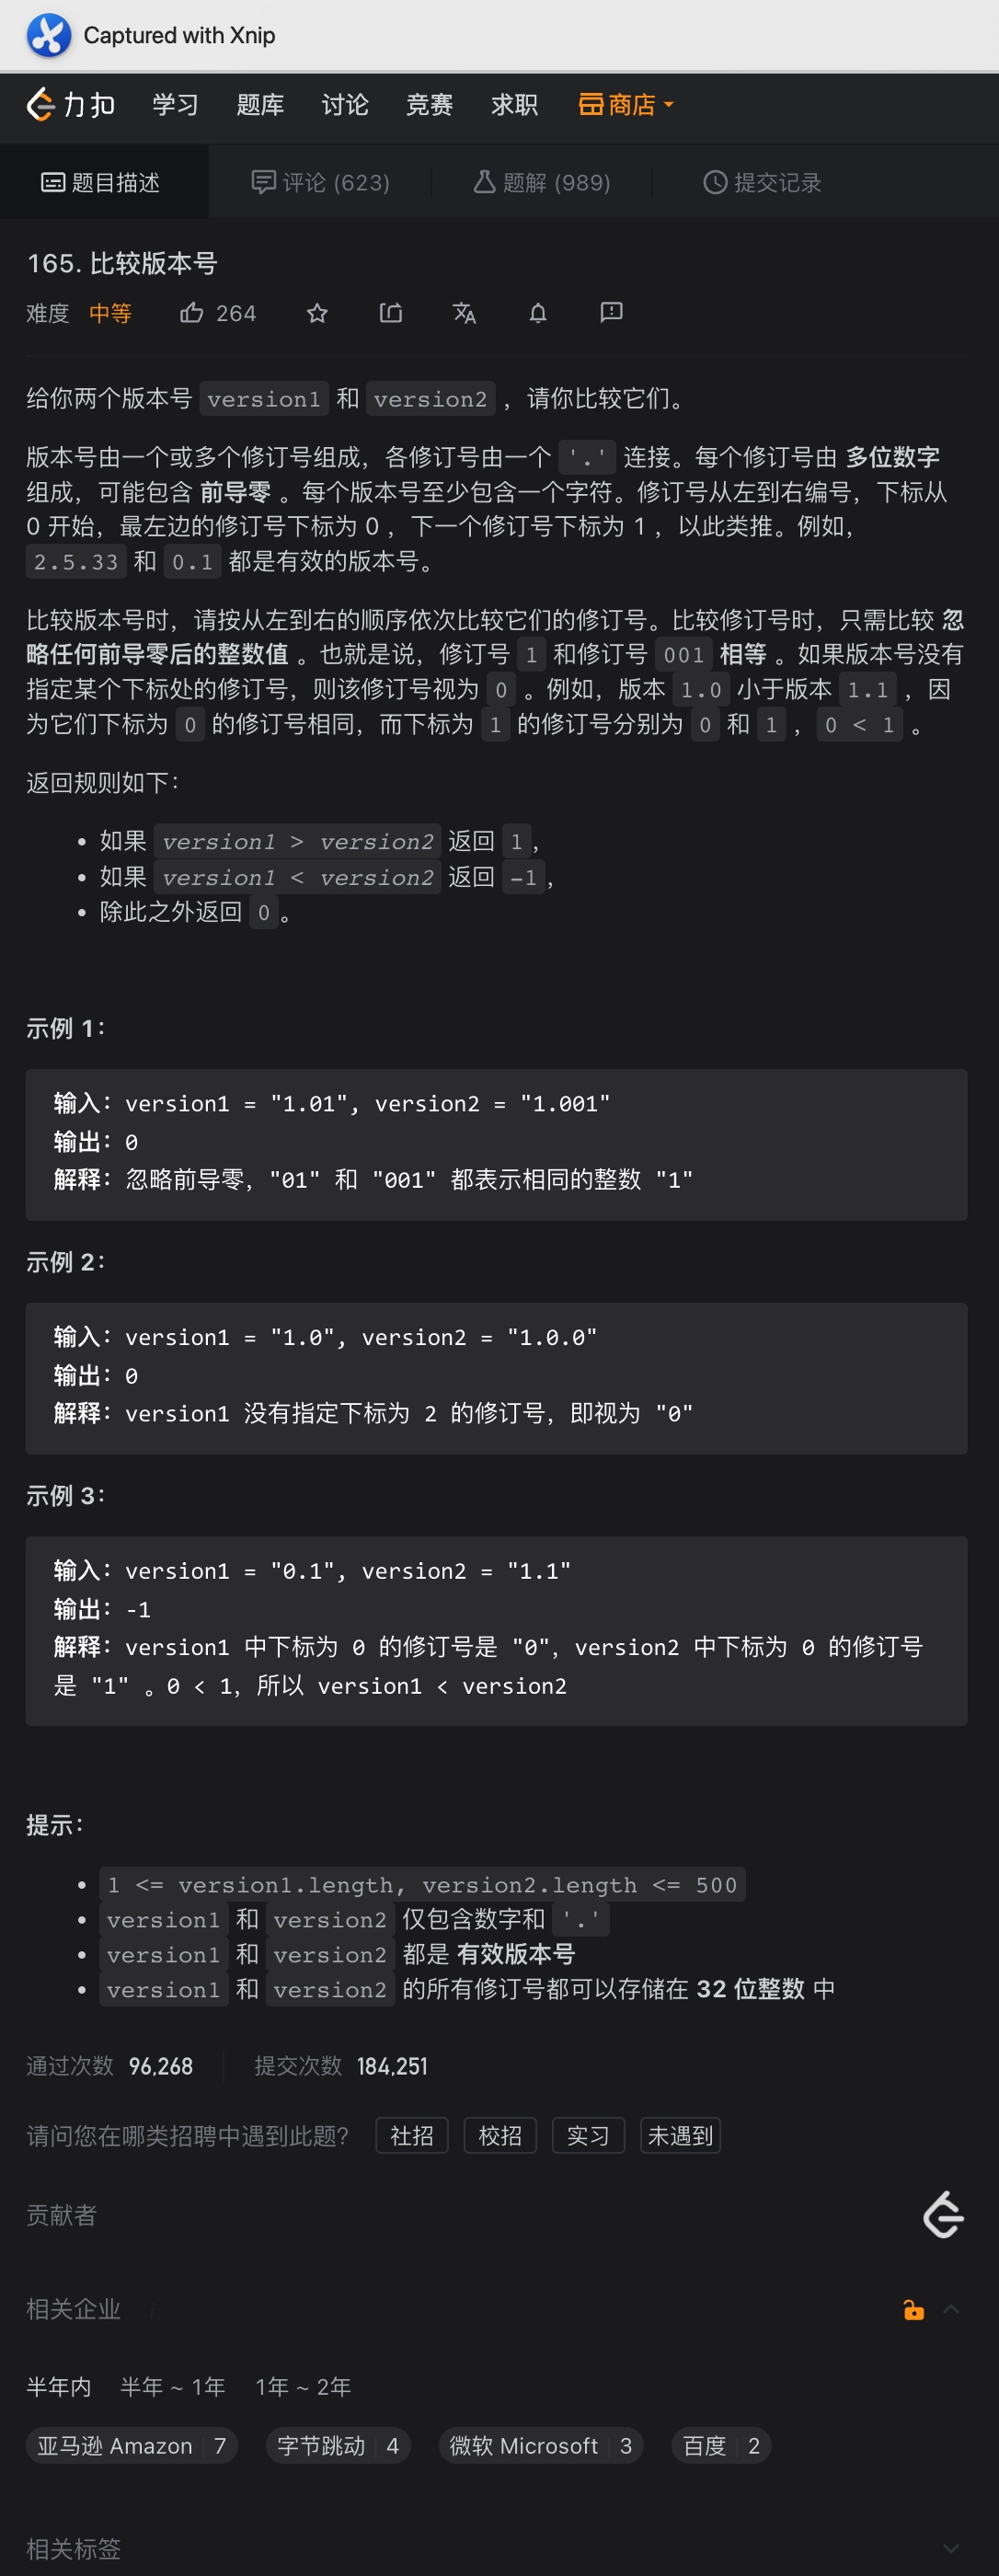 Captured with Xnip
力扣 学习 题库 讨论 竞赛 求职 商店
题目描述 评论 (623) 题解 (989) 提交记录
165. 比较版本号
难度 中等 264
给你两个版本号 version1 和 version2 ，请你比较它们。
版本号由一个或多个修订号组成，各修订号由一个 '.' 连接。每个修订号由 多位数字
组成，可能包含 前导零 。每个版本号至少包含一个字符。修订号从左到右编号，下标从
0 开始，最左边的修订号下标为 0 ，下一个修订号下标为 1 ，以此类推。例如，
2.5.33 和 0.1 都是有效的版本号。
比较版本号时，请按从左到右的顺序依次比较它们的修订号。比较修订号时，只需比较 忽
略任何前导零后的整数值 。也就是说，修订号 1 和修订号 001 相等 。如果版本号没有
指定某个下标处的修订号，则该修订号视为 0 。例如，版本 1.0 小于版本 1.1 ，因
为它们下标为 0 的修订号相同，而下标为 1 的修订号分别为 0 和 1 ，0 < 1 。
返回规则如下：
• 如果 version1 > version2 返回 1，
• 如果 version1 < version2 返回 -1，
• 除此之外返回 0。
示例 1：
输入：version1 = "1.01", version2 = "1.001"
输出：0
解释：忽略前导零，"01" 和 "001" 都表示相同的整数 "1"
示例 2：
输入：version1 = "1.0", version2 = "1.0.0"
输出：0
解释：version1 没有指定下标为 2 的修订号，即视为 "0"
示例 3：
输入：version1 = "0.1", version2 = "1.1"
输出：-1
解释：version1 中下标为 0 的修订号是 "0"，version2 中下标为 0 的修订号
是 "1" 。0 < 1，所以 version1 < version2
提示：
• 1 <= version1.length, version2.length <= 500
• version1 和 version2 仅包含数字和 '.'
• version1 和 version2 都是 有效版本号
• version1 和 version2 的所有修订号都可以存储在 32 位整数 中
通过次数 96,268 提交次数 184,251
请问您在哪类招聘中遇到此题？ 社招 校招 实习 未遇到
贡献者
相关企业
半年内 半年 ~ 1年 1年 ~ 2年
亚马逊 Amazon 7 字节跳动 4 微软 Microsoft 3 百度 2
相关标签